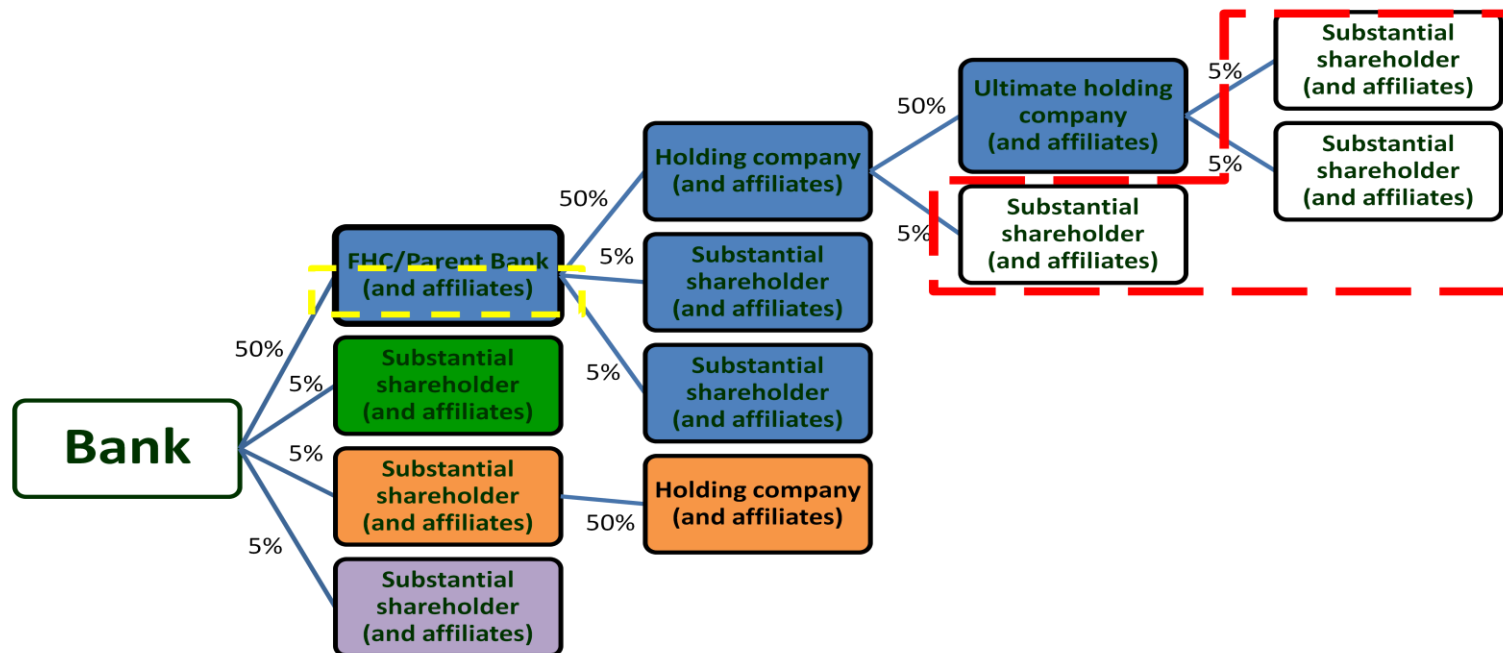 Bank
50%
5%
5%
5%
FHC/Parent Bank
(and affiliates)
Substantial
shareholder
(and affiliates)
Substantial
shareholder
(and affiliates)
Substantial
shareholder
(and affiliates)
50%
5%
5%
50%
Holding company
(and affiliates)
Substantial
shareholder
(and affiliates)
Substantial
shareholder
(and affiliates)
Holding company
(and affiliates)
50%
5%
Ultimate holding
company
(and affiliates)
Substantial
shareholder
(and affiliates)
5%
5%
Substantial
shareholder
(and affiliates)
Substantial
shareholder
(and affiliates)